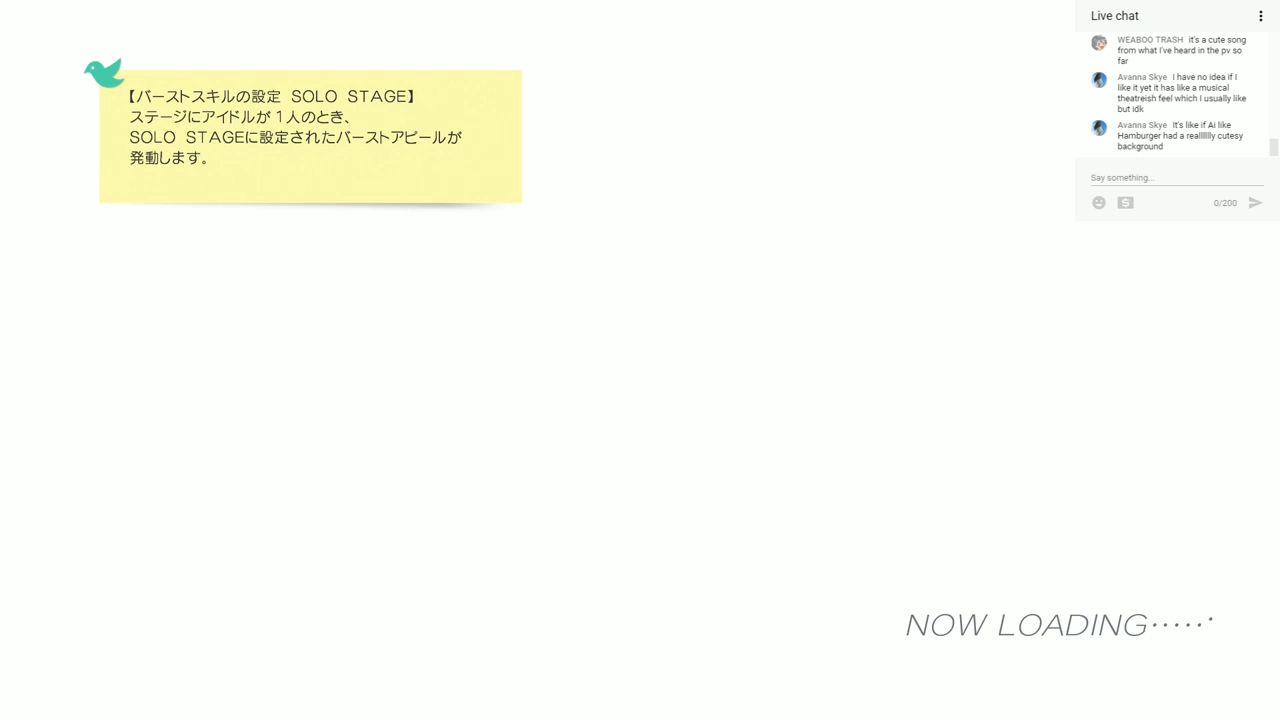 【バーストスキルの設定 SOLO STAGE】
ステージにアイドルが1人のとき、
SOLO STAGEに設定されたバーストアピールが
発動します。
Live chat
WEABOO TRASH it's a cute song
from what I've heard in the pv so
far
Avanna Skye I have no idea if I
like it yet it has like a musical
theatreish feel which I usually like
but idk
Avanna Skye It's like if Ai like
Hamburger had a realllllly cutesy
background
Say something...
0/200
NOW LOADING······